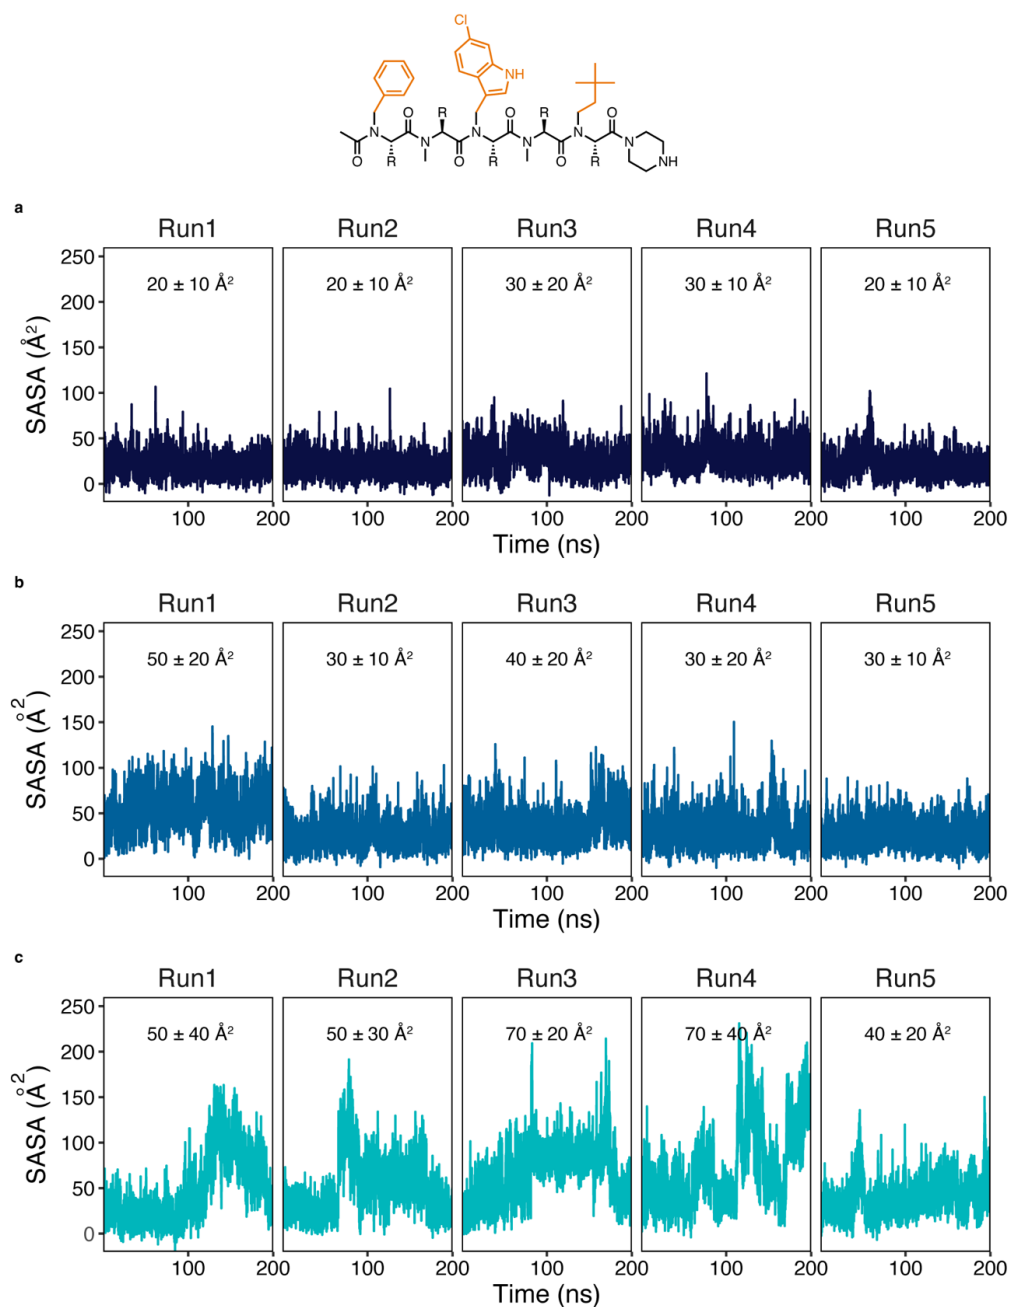 Cl
NH
O R O R O
N N N N N N
O R O R O R NH
a
Run1 Run2 Run3 Run4 Run5
20 ± 10 Å² 20 ± 10 Å² 30 ± 20 Å² 30 ± 10 Å² 20 ± 10 Å²
SASA (Å²)
250
200
150
100
50
0
100 200 100 200 100 200 100 200 100 200
Time (ns)
b
Run1 Run2 Run3 Run4 Run5
50 ± 20 Å² 30 ± 10 Å² 40 ± 20 Å² 30 ± 20 Å² 30 ± 10 Å²
SASA (Å²)
250
200
150
100
50
0
100 200 100 200 100 200 100 200 100 200
Time (ns)
c
Run1 Run2 Run3 Run4 Run5
50 ± 40 Å² 50 ± 30 Å² 70 ± 20 Å² 70 ± 40 Å² 40 ± 20 Å²
SASA (Å²)
250
200
150
100
50
0
100 200 100 200 100 200 100 200 100 200
Time (ns)